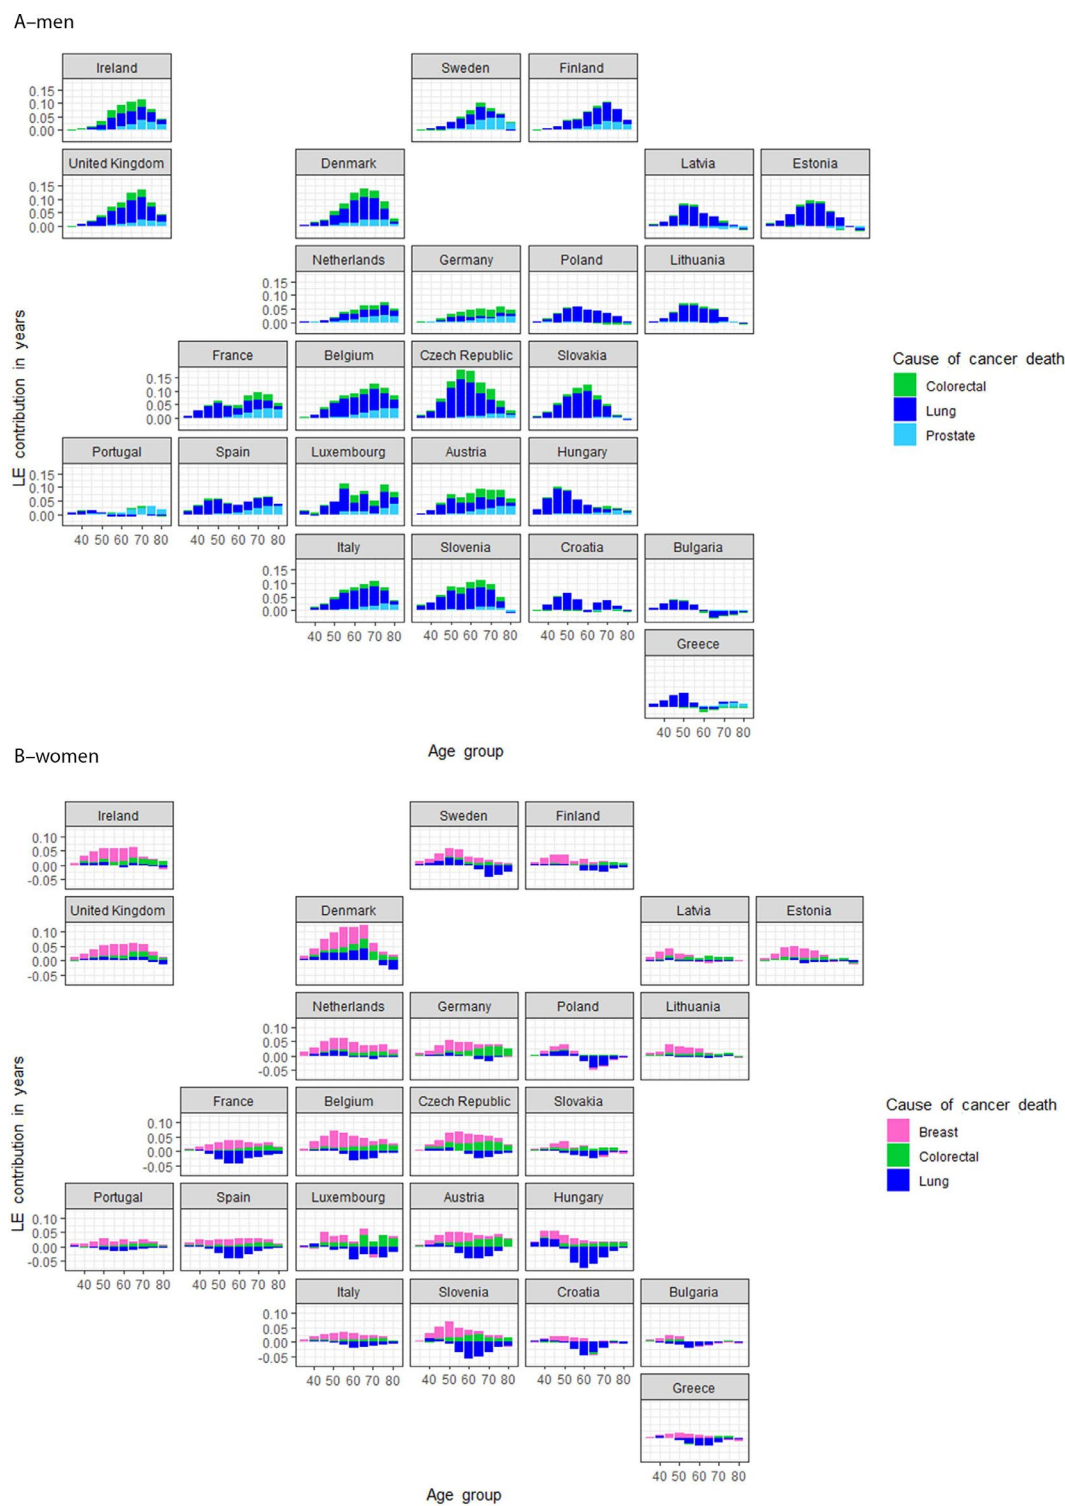 A–men
Ireland
Sweden
Finland
0.15
0.10
0.05
0.00
United Kingdom
Denmark
Latvia
Estonia
0.15
0.10
0.05
0.00
Netherlands
Germany
Poland
Lithuania
0.15
0.10
0.05
0.00
France
Belgium
Czech Republic
Slovakia
0.15
0.10
0.05
0.00
Portugal
Spain
Luxembourg
Austria
Hungary
0.15
0.10
0.05
0.00
40 50 60 70 80
40 50 60 70 80
Italy
Slovenia
Croatia
Bulgaria
0.15
0.10
0.05
0.00
40 50 60 70 80
40 50 60 70 80
40 50 60 70 80
Greece
40 50 60 70 80
LE contribution in years
Age group
Cause of cancer death
Colorectal
Lung
Prostate
B–women
Ireland
Sweden
Finland
0.10
0.05
0.00
-0.05
United Kingdom
Denmark
Latvia
Estonia
0.10
0.05
0.00
-0.05
Netherlands
Germany
Poland
Lithuania
0.10
0.05
0.00
-0.05
France
Belgium
Czech Republic
Slovakia
0.10
0.05
0.00
-0.05
Portugal
Spain
Luxembourg
Austria
Hungary
0.10
0.05
0.00
-0.05
40 50 60 70 80
40 50 60 70 80
Italy
Slovenia
Croatia
Bulgaria
0.10
0.05
0.00
-0.05
40 50 60 70 80
40 50 60 70 80
40 50 60 70 80
Greece
40 50 60 70 80
LE contribution in years
Age group
Cause of cancer death
Breast
Colorectal
Lung